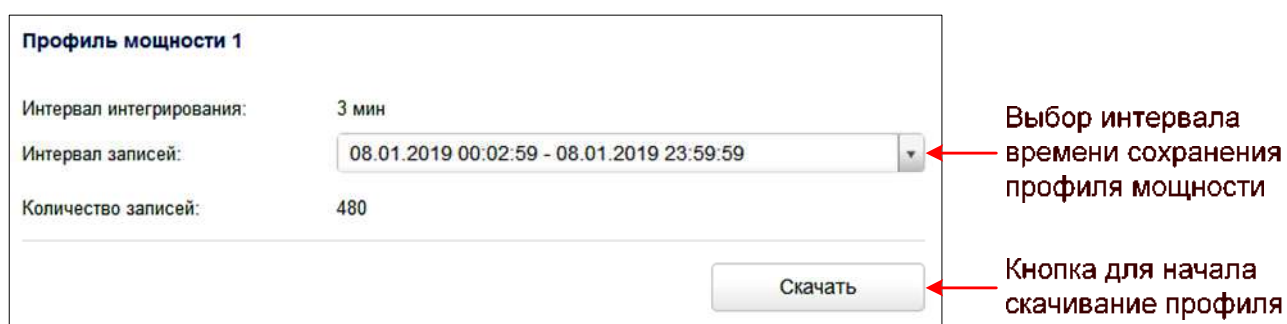 Профиль мощности 1
Интервал интегрирования: 3 мин
Интервал записей: 08.01.2019 00:02:59 - 08.01.2019 23:59:59
Количество записей: 480
Скачать
Выбор интервала
времени сохранения
профиля мощности
Кнопка для начала
скачивание профиля